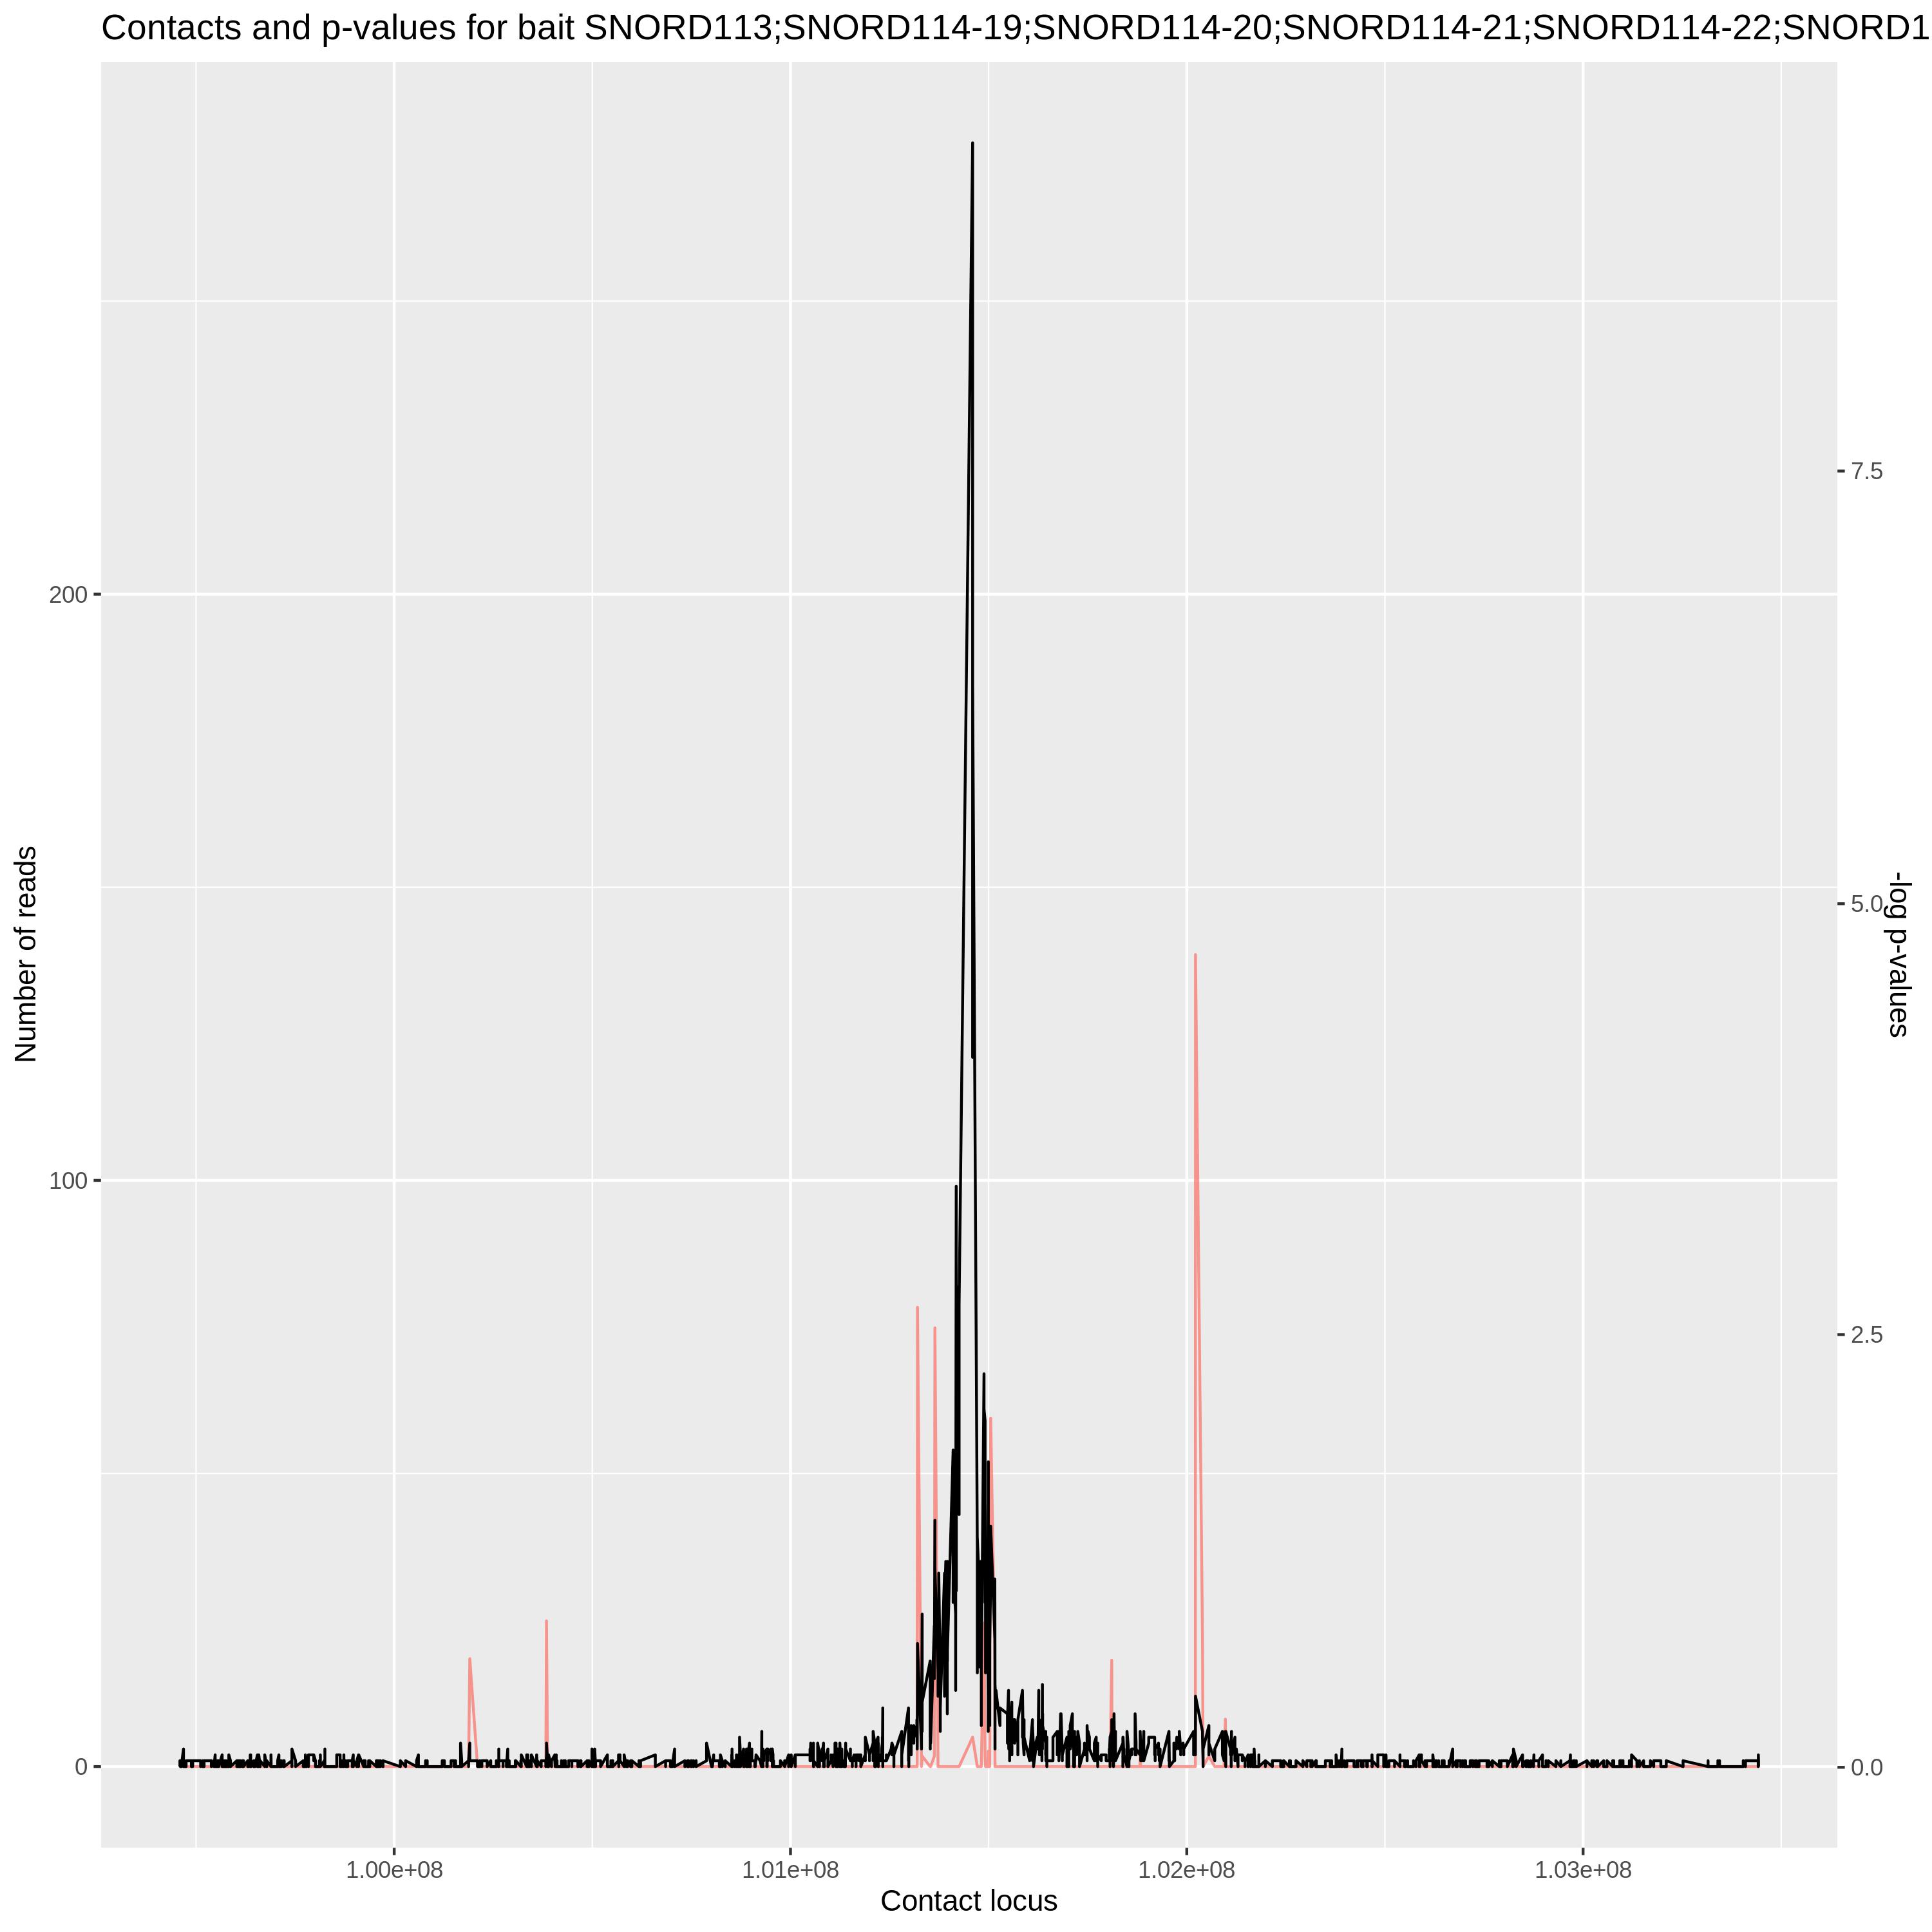 Contacts and p-values for bait SNORD113;SNORD114-19;SNORD114-20;SNORD114-21;SNORD114-22;SNORD1
Number of reads
200
100
0
7.5
5.0
2.5
0.0
-log p-values
1.00e+08 1.01e+08 1.02e+08 1.03e+08
Contact locus